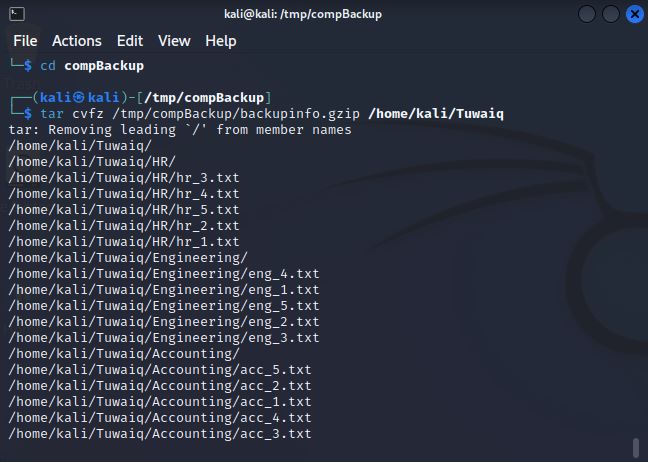 kali@kali: /tmp/compBackup
File Actions Edit View Help
└─$ cd compBackup
┌──(kali㉿kali)-[/tmp/compBackup]
└─$ tar cvfz /tmp/compBackup/backupinfo.gzip /home/kali/Tuwaiq
tar: Removing leading `/' from member names
/home/kali/Tuwaiq/
/home/kali/Tuwaiq/HR/
/home/kali/Tuwaiq/HR/hr_3.txt
/home/kali/Tuwaiq/HR/hr_4.txt
/home/kali/Tuwaiq/HR/hr_5.txt
/home/kali/Tuwaiq/HR/hr_2.txt
/home/kali/Tuwaiq/HR/hr_1.txt
/home/kali/Tuwaiq/Engineering/
/home/kali/Tuwaiq/Engineering/eng_4.txt
/home/kali/Tuwaiq/Engineering/eng_1.txt
/home/kali/Tuwaiq/Engineering/eng_5.txt
/home/kali/Tuwaiq/Engineering/eng_2.txt
/home/kali/Tuwaiq/Engineering/eng_3.txt
/home/kali/Tuwaiq/Accounting/
/home/kali/Tuwaiq/Accounting/acc_5.txt
/home/kali/Tuwaiq/Accounting/acc_2.txt
/home/kali/Tuwaiq/Accounting/acc_1.txt
/home/kali/Tuwaiq/Accounting/acc_4.txt
/home/kali/Tuwaiq/Accounting/acc_3.txt